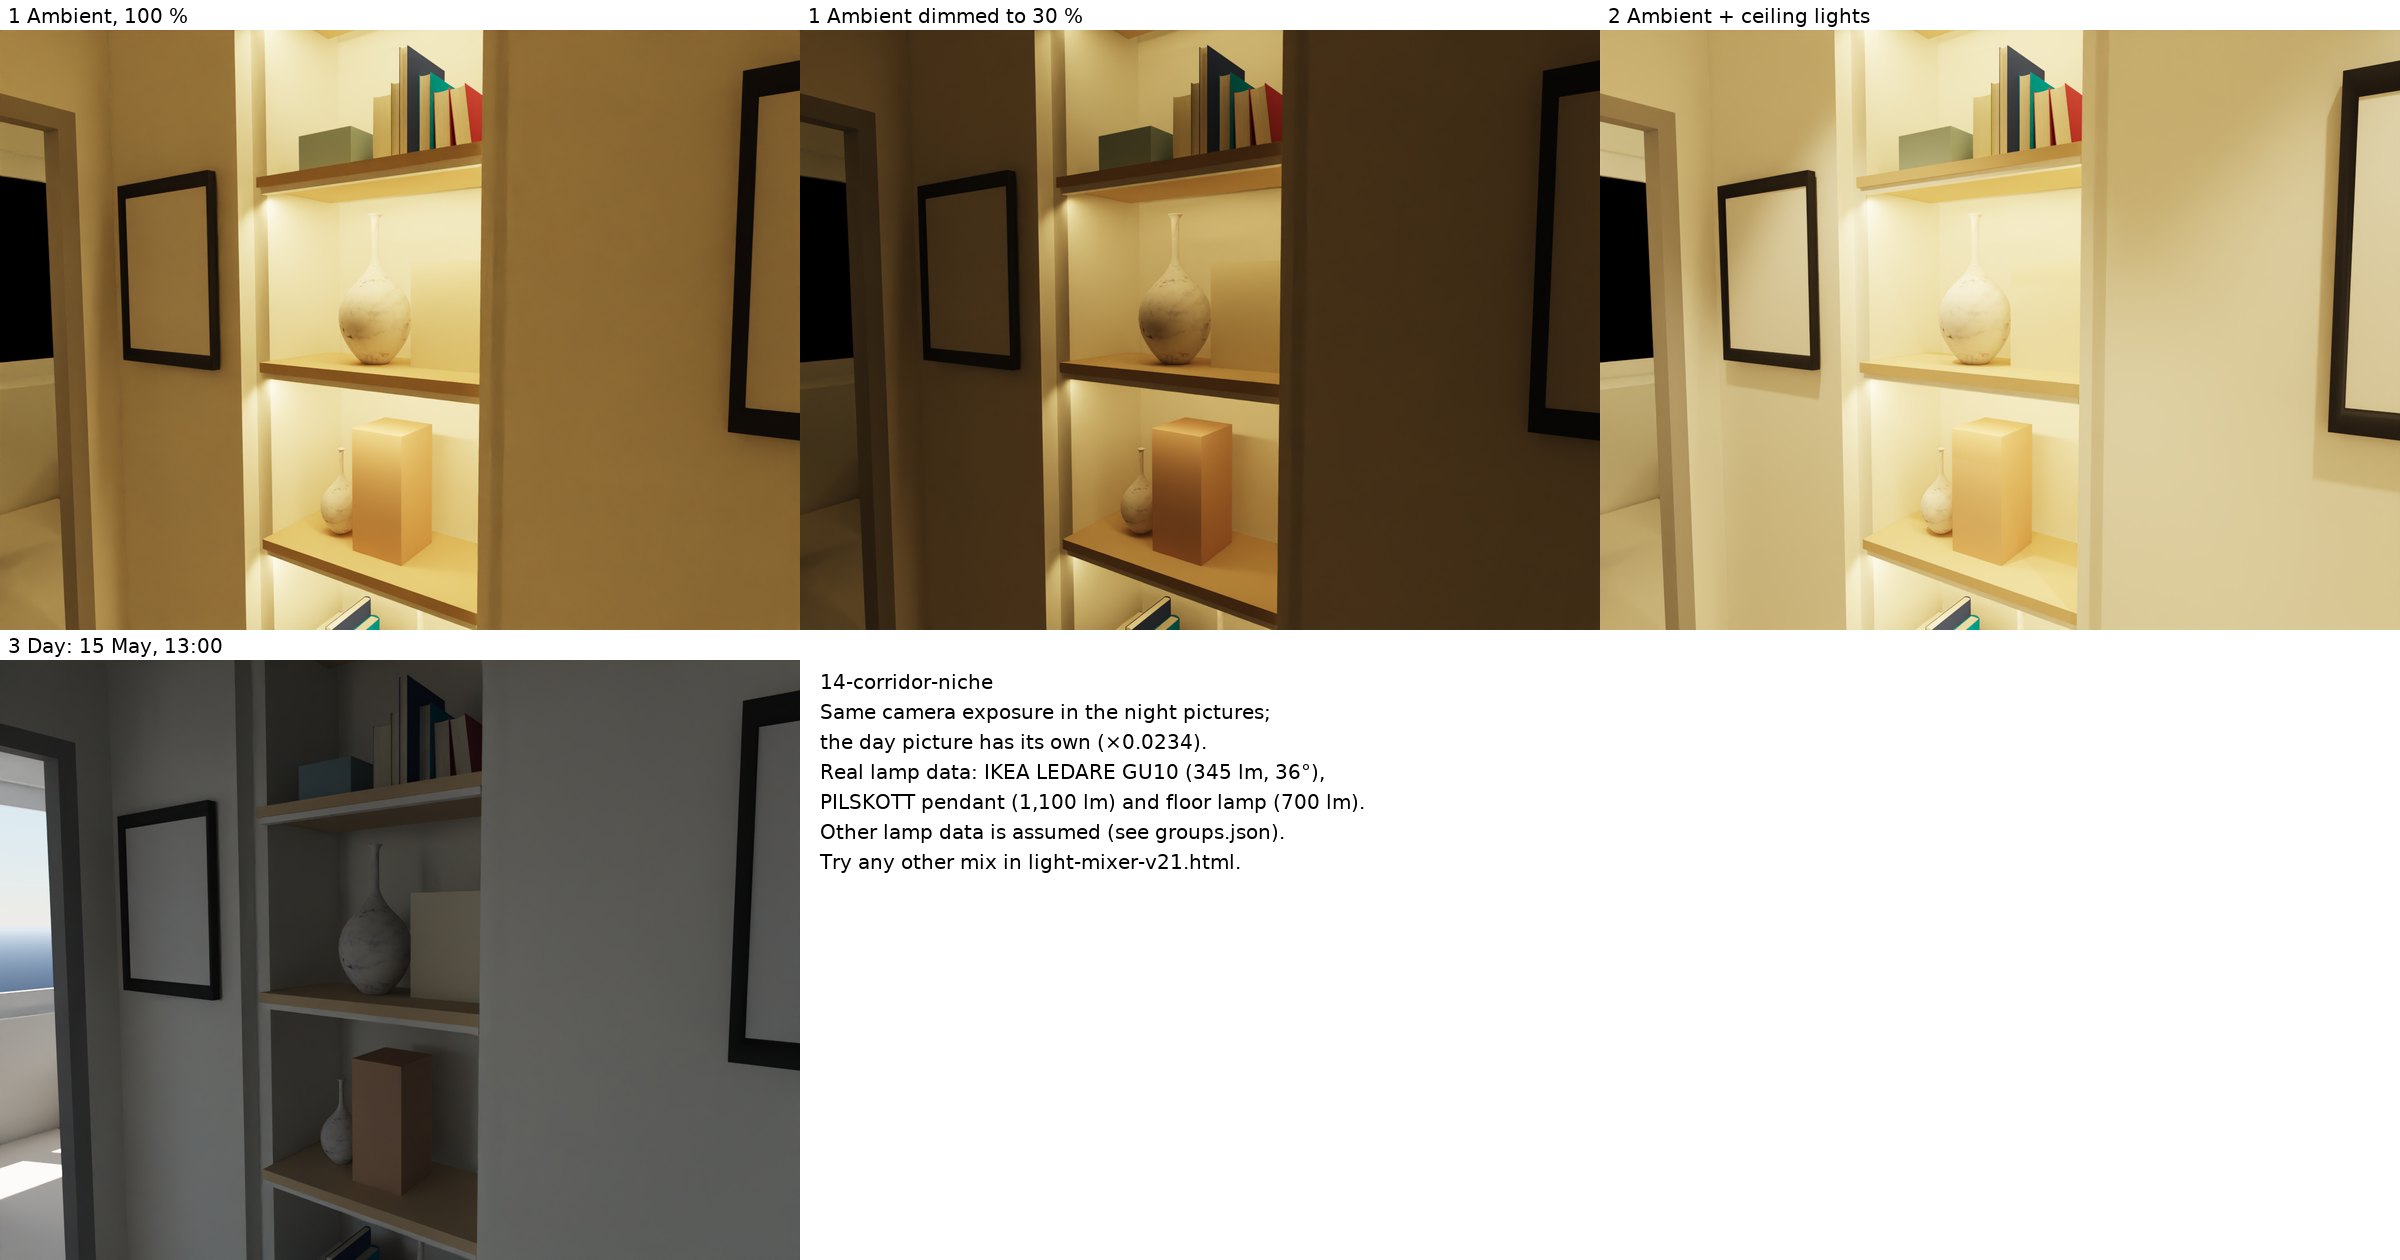 1 Ambient, 100 %
1 Ambient dimmed to 30 %
2 Ambient + ceiling lights
3 Day: 15 May, 13:00
14-corridor-niche
Same camera exposure in the night pictures;
the day picture has its own (×0.0234).
Real lamp data: IKEA LEDARE GU10 (345 lm, 36°),
PILSKOTT pendant (1,100 lm) and floor lamp (700 lm).
Other lamp data is assumed (see groups.json).
Try any other mix in light-mixer-v21.html.